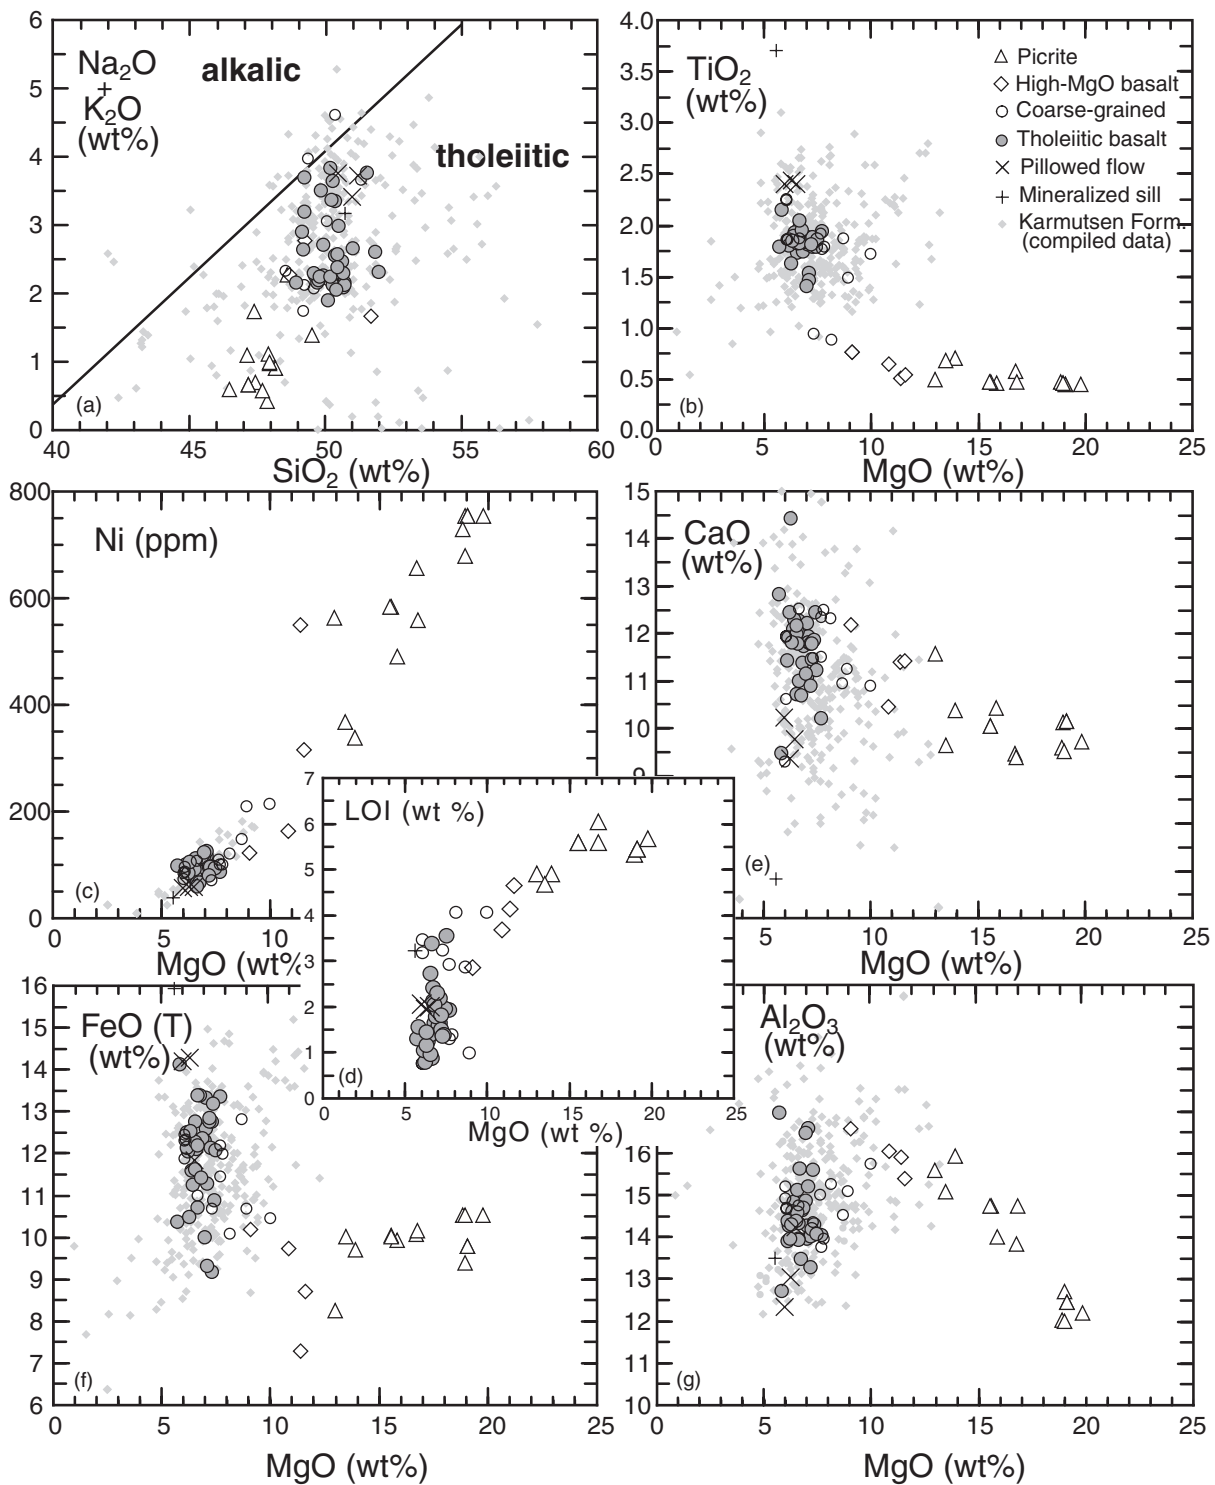 6
5
4
3
2
1
0
Na₂O
+
K₂O
(wt%)
alkalic
tholeiitic
(a)
40
45
50
55
60
SiO₂ (wt%)
4.0
3.5
3.0
2.5
2.0
1.5
1.0
0.5
0.0
TiO₂
(wt%)
Picrite
High-MgO basalt
Coarse-grained
Tholeiitic basalt
Pillowed flow
Mineralized sill
Karmutsen Form.
(compiled data)
(b)
0
5
10
15
20
25
MgO (wt%)
800
600
400
200
0
Ni (ppm)
(c)
0
5
10
MgO (wt%
15
14
13
12
11
10
9
CaO
(wt%)
(e)
5
10
15
20
25
MgO (wt%)
7
6
5
4
3
2
1
0
LOI (wt %)
(d)
0
5
10
15
20
25
MgO (wt %)
16
15
14
13
12
11
10
9
8
7
6
FeO (T)
(wt%)
(f)
0
5
10
15
20
25
MgO (wt%)
Al₂O₃
(wt%)
16
15
14
13
12
11
10
(g)
0
5
10
15
20
25
MgO (wt%)